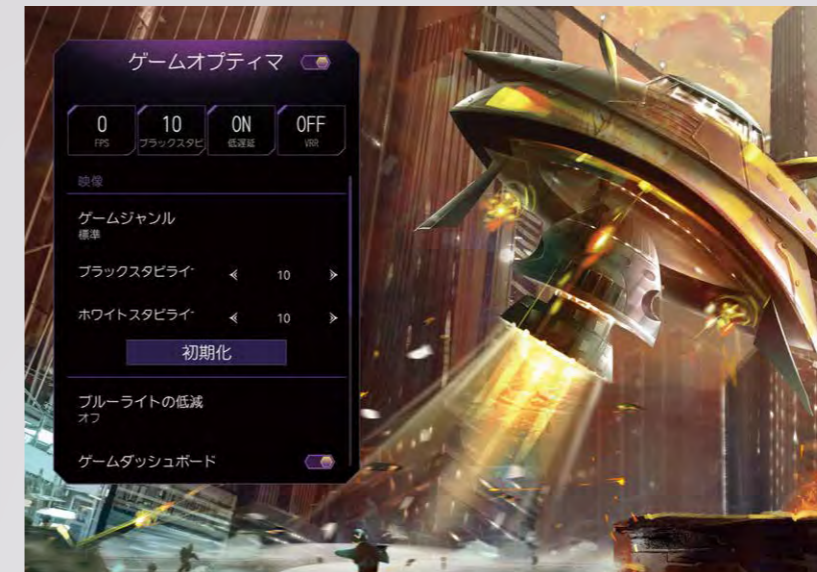 ゲームオプティマ
0 10 ON OFF
FPS ブラックスタビ 低遅延 VRR
映像
ゲームジャンル
標準
ブラックスタビライ 10
ホワイトスタビライ 10
初期化
ブルーライトの低減
オフ
ゲームダッシュボード